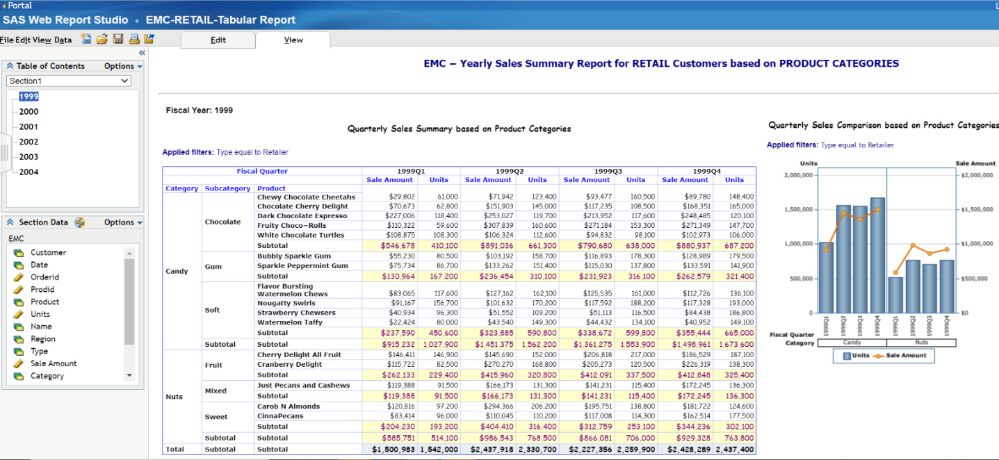 Portal
SAS Web Report Studio • EMC-RETAIL-Tabular Report
File Edit View Data
Edit
View
Table of Contents Options
Section1
1999
2000
2001
2002
2003
2004
Section Data Options
EMC
Customer
Date
Orderid
Prodid
Product
Units
Name
Region
Type
Sale Amount
Category
EMC – Yearly Sales Summary Report for RETAIL Customers based on PRODUCT CATEGORIES
Fiscal Year: 1999
Quarterly Sales Summary based on Product Categories
Applied filters: Type equal to Retailer
Fiscal Quarter 1999Q1 1999Q2 1999Q3 1999Q4
Sale Amount Units Sale Amount Units Sale Amount Units Sale Amount Units
Category Subcategory Product
Candy Chocolate Chewy Chocolate Cheetahs $29,802 61,000 $71,942 123,400 $93,477 160,500 $89,780 148,400
Chocolate Cherry Delight $70,673 62,800 $151,903 145,000 $117,235 108,500 $168,351 165,000
Dark Chocolate Espresso $227,006 118,400 $253,027 119,700 $213,952 117,600 $248,485 120,100
Fruity Choco–Rolls $110,322 59,600 $307,839 160,600 $271,184 153,300 $271,349 147,700
White Chocolate Turtles $108,875 108,300 $106,324 112,600 $94,832 98,100 $102,973 106,000
Subtotal $546,678 410,100 $891,036 661,300 $790,680 638,000 $880,937 687,200
Gum Bubbly Sparkle Gum $55,230 80,500 $103,192 158,700 $116,893 178,300 $128,989 179,500
Sparkle Peppermint Gum $75,734 86,700 $133,262 151,400 $115,030 137,800 $133,591 141,900
Subtotal $130,964 167,200 $236,454 310,100 $231,923 316,100 $262,579 321,400
Soft Flavor Bursting
Watermelon Chews $83,065 117,600 $127,162 162,100 $125,535 161,000 $112,726 136,100
Nougatty Swirls $91,167 156,700 $101,632 170,200 $117,592 188,200 $117,328 193,000
Strawberry Chewsers $40,934 96,300 $51,552 109,200 $51,113 116,500 $84,438 186,800
Watermelon Taffy $22,424 80,000 $43,540 149,300 $44,432 134,100 $40,952 149,100
Subtotal $237,590 450,600 $323,885 590,800 $338,672 599,800 $355,444 665,000
Subtotal Subtotal $915,232 1,027,900 $1,451,375 1,562,200 $1,361,275 1,553,900 $1,498,961 1,673,600
Nuts Fruit Cherry Delight All Fruit $146,411 146,900 $145,690 152,000 $206,818 217,000 $186,529 187,100
Cranberry Delight $115,722 82,500 $270,270 168,800 $205,273 120,500 $226,319 138,300
Subtotal $262,133 229,400 $415,960 320,800 $412,091 337,500 $412,848 325,400
Mixed Just Pecans and Cashews $119,388 91,500 $166,173 131,300 $141,231 115,400 $172,245 136,300
Subtotal $119,388 91,500 $166,173 131,300 $141,231 115,400 $172,245 136,300
Sweet Carob N Almonds $120,816 97,200 $294,366 206,200 $195,751 138,800 $181,722 124,600
CinnaPecans $83,414 96,000 $110,045 110,200 $117,008 114,300 $162,514 177,500
Subtotal $204,230 193,200 $404,410 316,400 $312,759 253,100 $344,236 302,100
Subtotal Subtotal $585,751 514,100 $986,543 768,500 $866,081 706,000 $929,328 763,800
Total Subtotal Subtotal $1,500,983 1,542,000 $2,437,918 2,330,700 $2,227,356 2,259,900 $2,428,289 2,437,400
Quarterly Sales Comparison based on Product Categories
Applied filters: Type equal to Retailer
Units Sale Amount
2,000,000 $2,000,000
1,500,000 $1,500,000
1,000,000 $1,000,000
500,000 $500,000
0 $0
Fiscal Quarter 1999Q1 1999Q2 1999Q3 1999Q4 1999Q1 1999Q2 1999Q3 1999Q4
Category Candy Nuts
Units Sale Amount